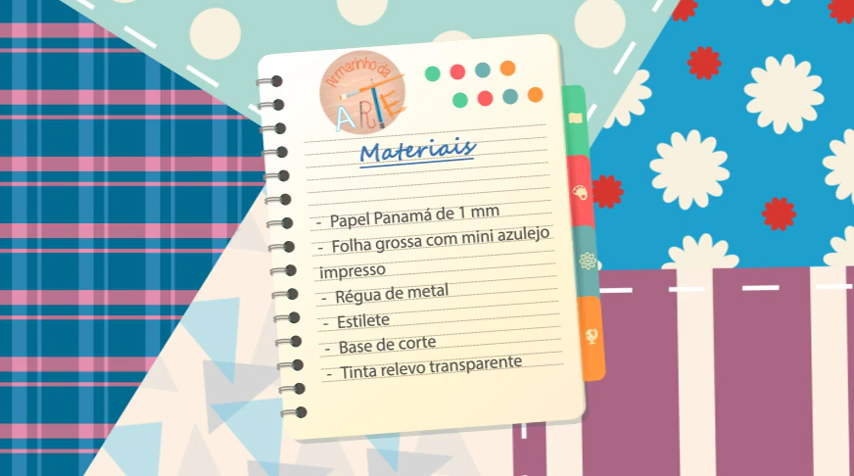 Armarinho da
ARTE
Materiais
- Papel Panamá de 1 mm
- Folha grossa com mini azulejo
impresso
- Régua de metal
- Estilete
- Base de corte
- Tinta relevo transparente